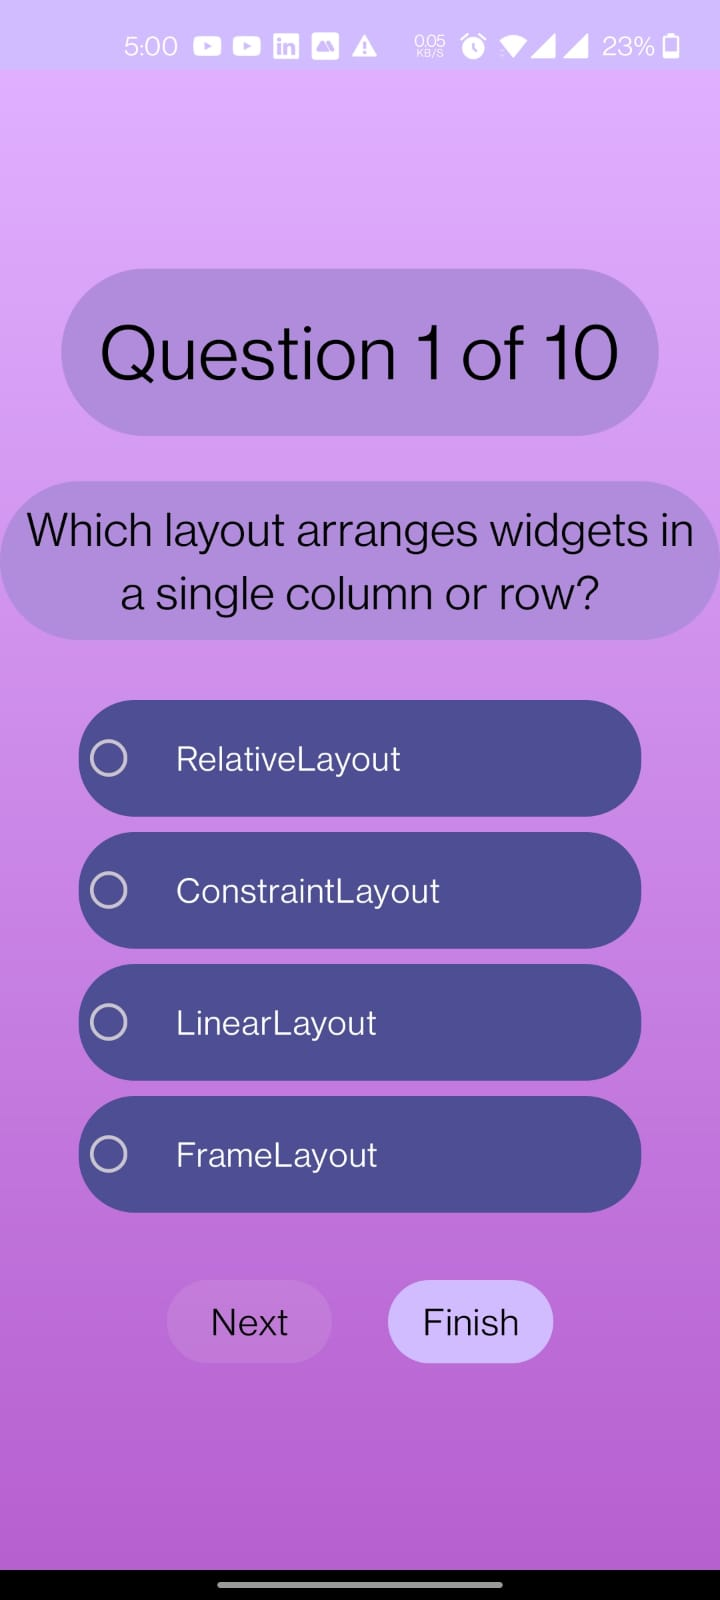 5:00 in 0.05 KB/S 23%
Question 1 of 10
Which layout arranges widgets in
a single column or row?
RelativeLayout
ConstraintLayout
LinearLayout
FrameLayout
Next Finish